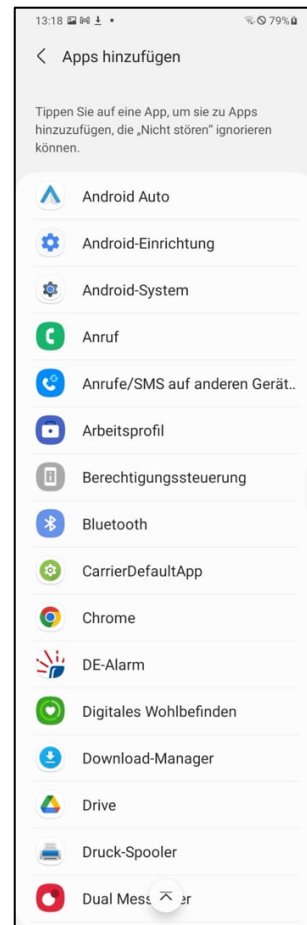 13:18 79%
Apps hinzufügen
Tippen Sie auf eine App, um sie zu Apps
hinzuzufügen, die „Nicht stören“ ignorieren
können.
Android Auto
Android-Einrichtung
Android-System
Anruf
Anrufe/SMS auf anderen Gerät..
Arbeitsprofil
Berechtigungssteuerung
Bluetooth
CarrierDefaultApp
Chrome
DE-Alarm
Digitales Wohlbefinden
Download-Manager
Drive
Druck-Spooler
Dual